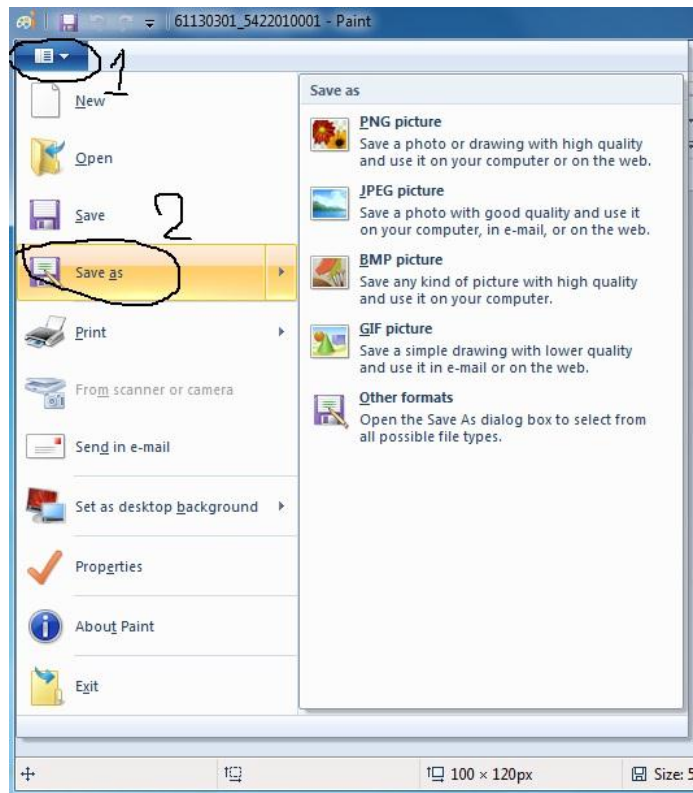 61130301_5422010001 - Paint
1
New
Open
Save
2
Save as
Print
From scanner or camera
Send in e-mail
Set as desktop background
Properties
About Paint
Exit
Save as
PNG picture
Save a photo or drawing with high quality
and use it on your computer or on the web.
JPEG picture
Save a photo with good quality and use it
on your computer, in e-mail, or on the web.
BMP picture
Save any kind of picture with high quality
and use it on your computer.
GIF picture
Save a simple drawing with lower quality
and use it in e-mail or on the web.
Other formats
Open the Save As dialog box to select from
all possible file types.
100 × 120px
Size: 5